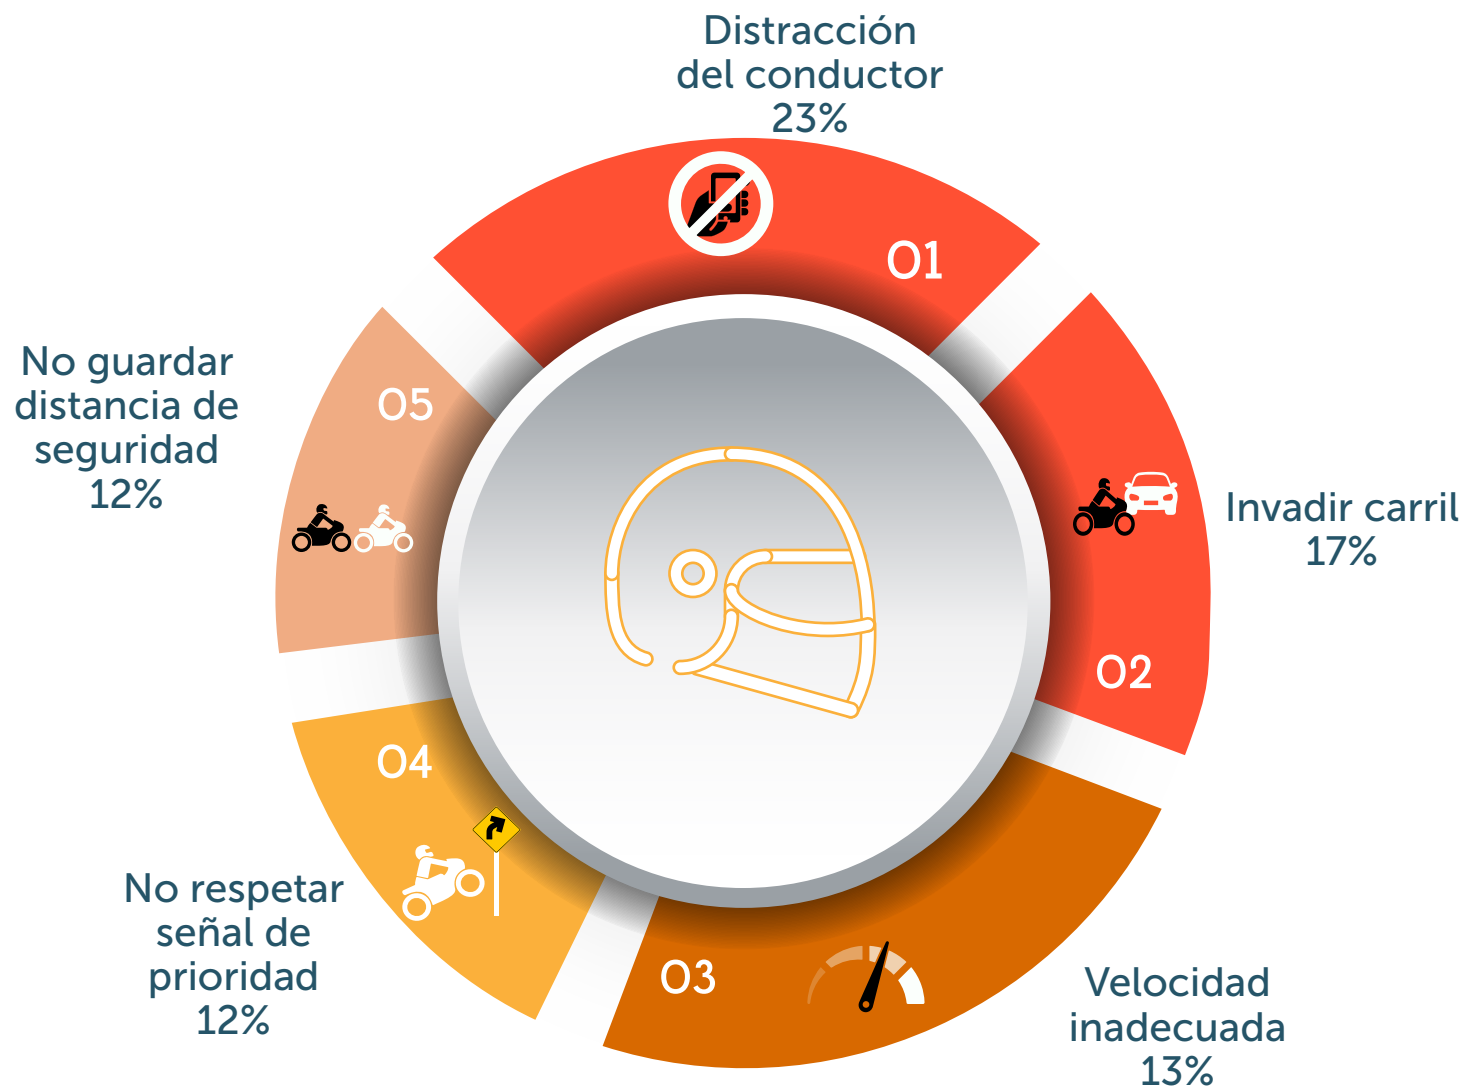 Distracción
del conductor
23%
01
Invadir carril
17%
02
Velocidad
inadecuada
13%
03
No respetar
señal de
prioridad
12%
04
No guardar
distancia de
seguridad
12%
05